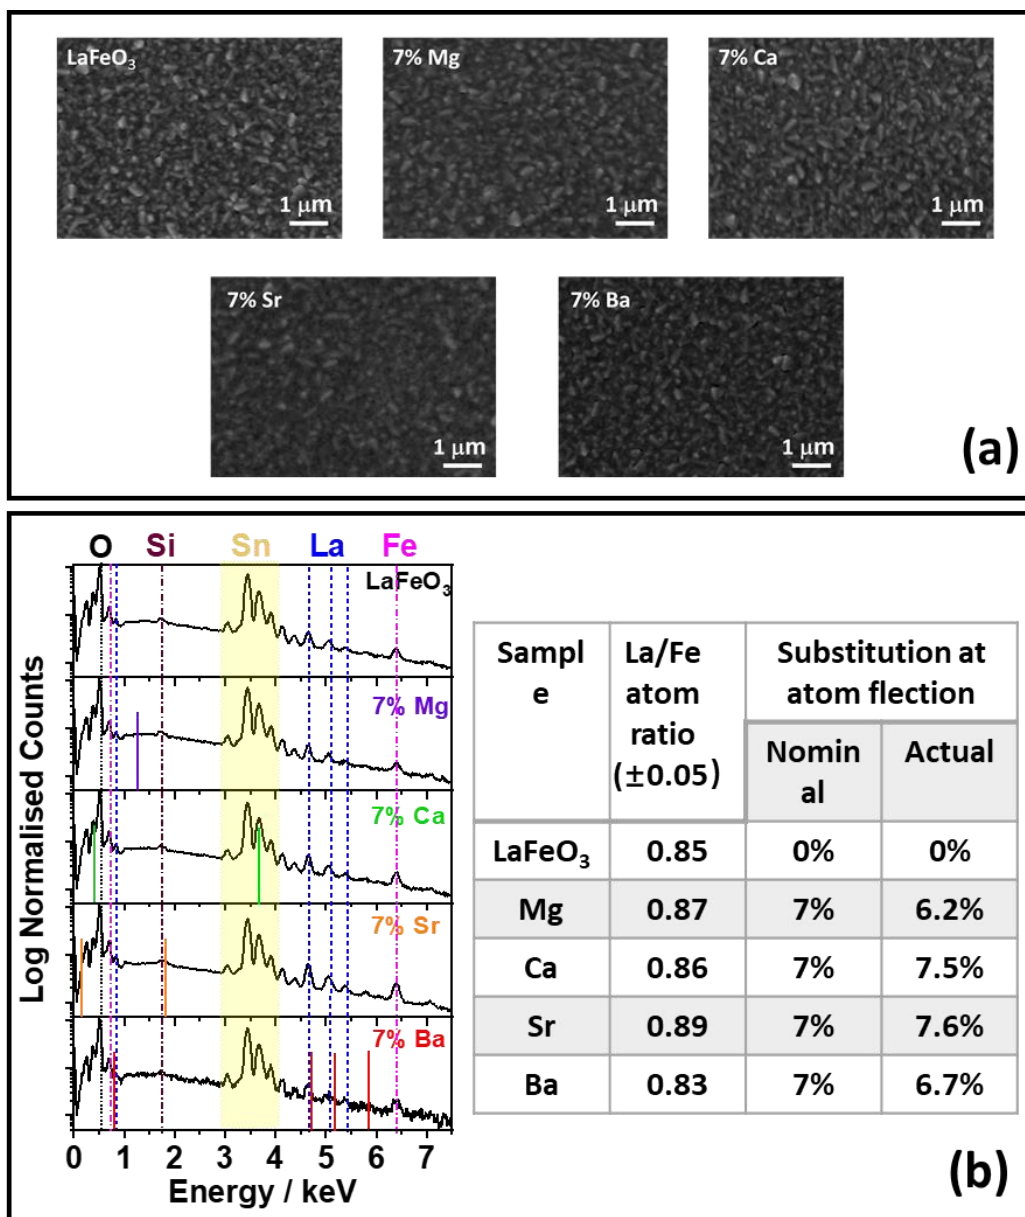 LaFeO₃
7% Mg
7% Ca
1 μm
1 μm
1 μm
7% Sr
7% Ba
1 μm
1 μm
(a)
O Si Sn La Fe
LaFeO₃
7% Mg
7% Ca
7% Sr
7% Ba
Log Normalised Counts
0 1 2 3 4 5 6 7
Energy / keV
Sampl
e
La/Fe
atom
ratio
(±0.05)
Substitution at
atom flection
Nomin
al
Actual
LaFeO₃ 0.85 0% 0%
Mg 0.87 7% 6.2%
Ca 0.86 7% 7.5%
Sr 0.89 7% 7.6%
Ba 0.83 7% 6.7%
(b)